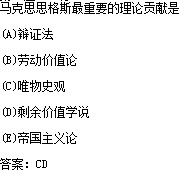 马克思恩格斯最重要的理论贡献是
(A)辩证法
(B)劳动价值论
(C)唯物史观
(D)剩余价值学说
(E)帝国主义论
答案：CD